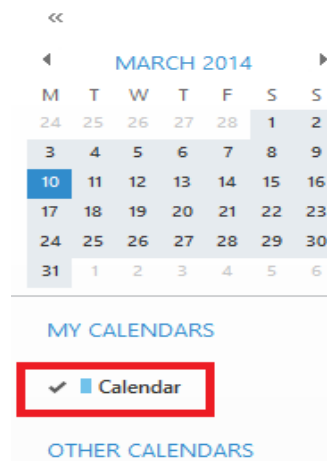 «
MARCH 2014
M T W T F S S
24 25 26 27 28 1 2
3 4 5 6 7 8 9
10 11 12 13 14 15 16
17 18 19 20 21 22 23
24 25 26 27 28 29 30
31 1 2 3 4 5 6
MY CALENDARS
Calendar
OTHER CALENDARS